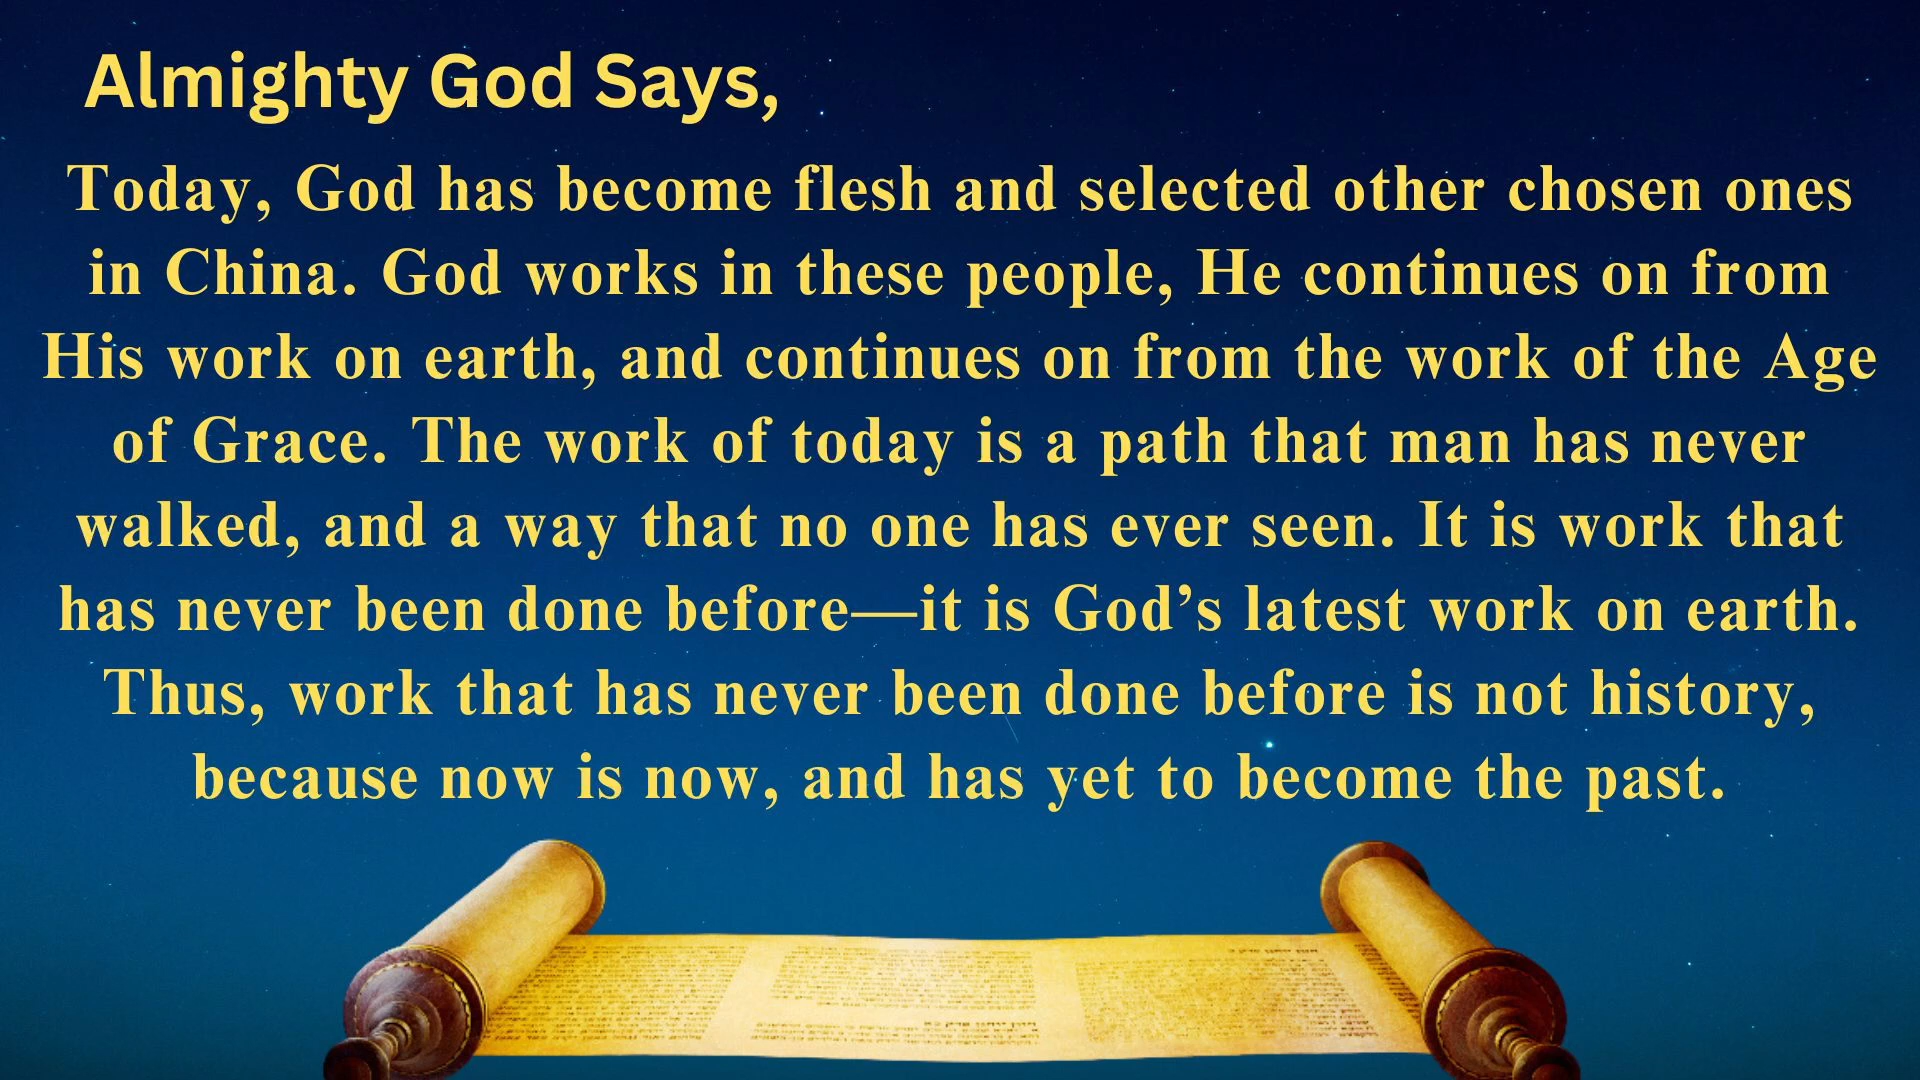 Almighty God Says,
Today, God has become flesh and selected other chosen ones
in China. God works in these people, He continues on from
His work on earth, and continues on from the work of the Age
of Grace. The work of today is a path that man has never
walked, and a way that no one has ever seen. It is work that
has never been done before—it is God’s latest work on earth.
Thus, work that has never been done before is not history,
because now is now, and has yet to become the past.